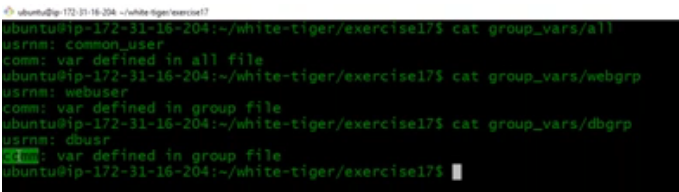 ubuntu@ip-172-31-16-204: ~/white-tiger/exercise17
ubuntu@ip-172-31-16-204:~/white-tiger/exercise17$ cat group_vars/all
usrnm: common_user
comm: var defined in all file
ubuntu@ip-172-31-16-204:~/white-tiger/exercise17$ cat group_vars/webgrp
usrnm: webuser
comm: var defined in group file
ubuntu@ip-172-31-16-204:~/white-tiger/exercise17$ cat group_vars/dbgrp
usrnm: dbusr
comm: var defined in group file
ubuntu@ip-172-31-16-204:~/white-tiger/exercise17$